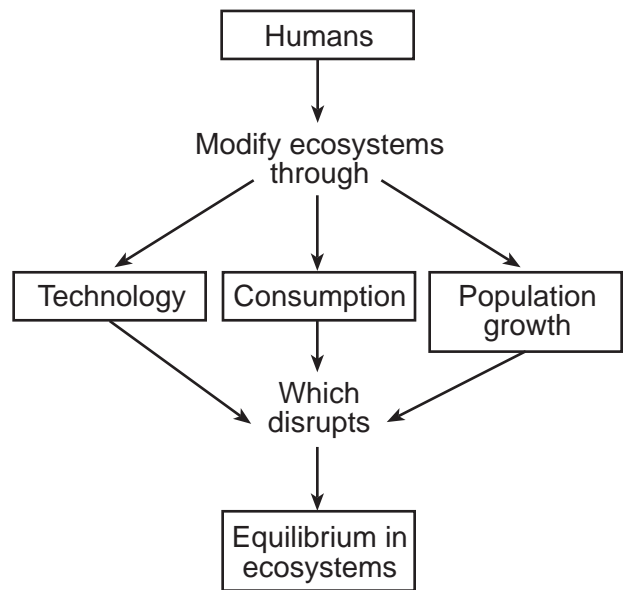 Humans
Modify ecosystems
through
Technology
Consumption
Population
growth
Which
disrupts
Equilibrium in
ecosystems